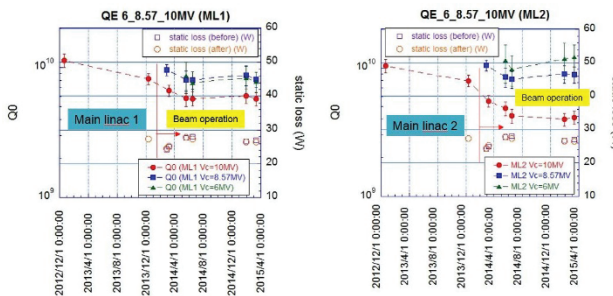 QE 6_8.57_10MV (ML1)
static loss (before) (W)
static loss (after) (W)
10^10
10^9
Q0
60
50
40
30
20
10
static loss (W)
Main linac 1
Beam operation
Q0 (ML1 Vc=10MV)
Q0 (ML1 Vc=8.57MV)
Q0 (ML1 Vc=6MV)
2012/12/1 0:00:00
2013/4/1 0:00:00
2013/8/1 0:00:00
2013/12/1 0:00:00
2014/4/1 0:00:00
2014/8/1 0:00:00
2014/12/1 0:00:00
2015/4/1 0:00:00
QE_6_8.57_10MV (ML2)
static loss (before) (W)
static loss (after) (W)
10^10
10^9
Q0
60
50
40
30
20
10
static loss (W)
Main linac 2
Beam operation
ML2 Vc=10MV
ML2 Vc=8.57MV
ML2 Vc=6MV
2012/12/1 0:00:00
2013/4/1 0:00:00
2013/8/1 0:00:00
2013/12/1 0:00:00
2014/4/1 0:00:00
2014/8/1 0:00:00
2014/12/1 0:00:00
2015/4/1 0:00:00